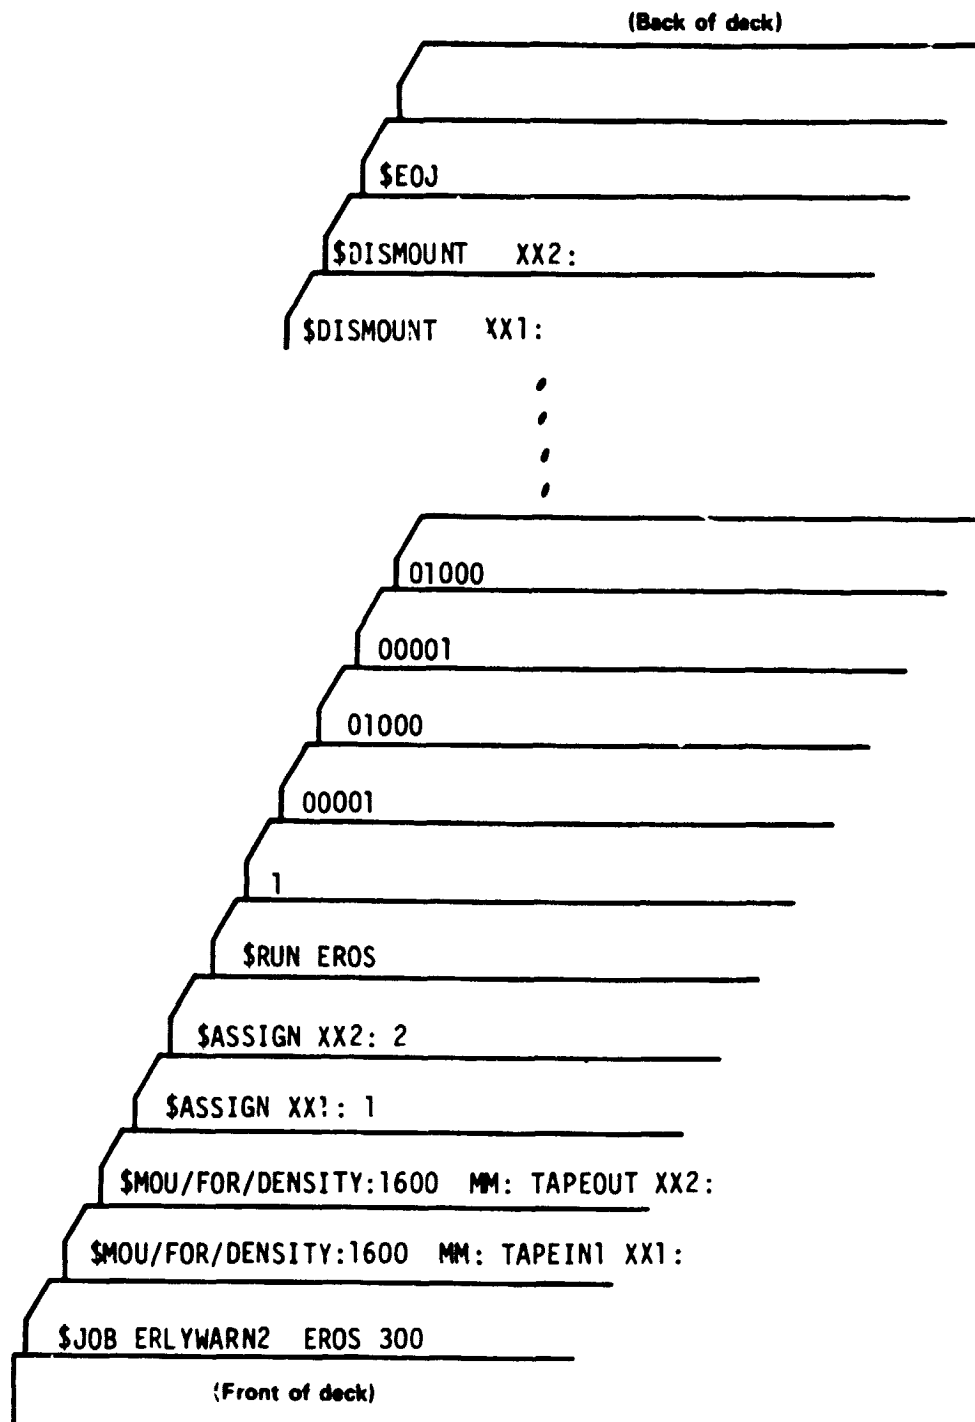 (Back of deck)
$EOJ
$DISMOUNT XX2:
$DISMOUNT XX1:
01000
00001
01000
00001
1
$RUN EROS
$ASSIGN XX2: 2
$ASSIGN XX1: 1
$MOU/FOR/DENSITY:1600 MM: TAPEOUT XX2:
$MOU/FOR/DENSITY:1600 MM: TAPEIN1 XX1:
$JOB ERLYWARN2 EROS 300
(Front of deck)